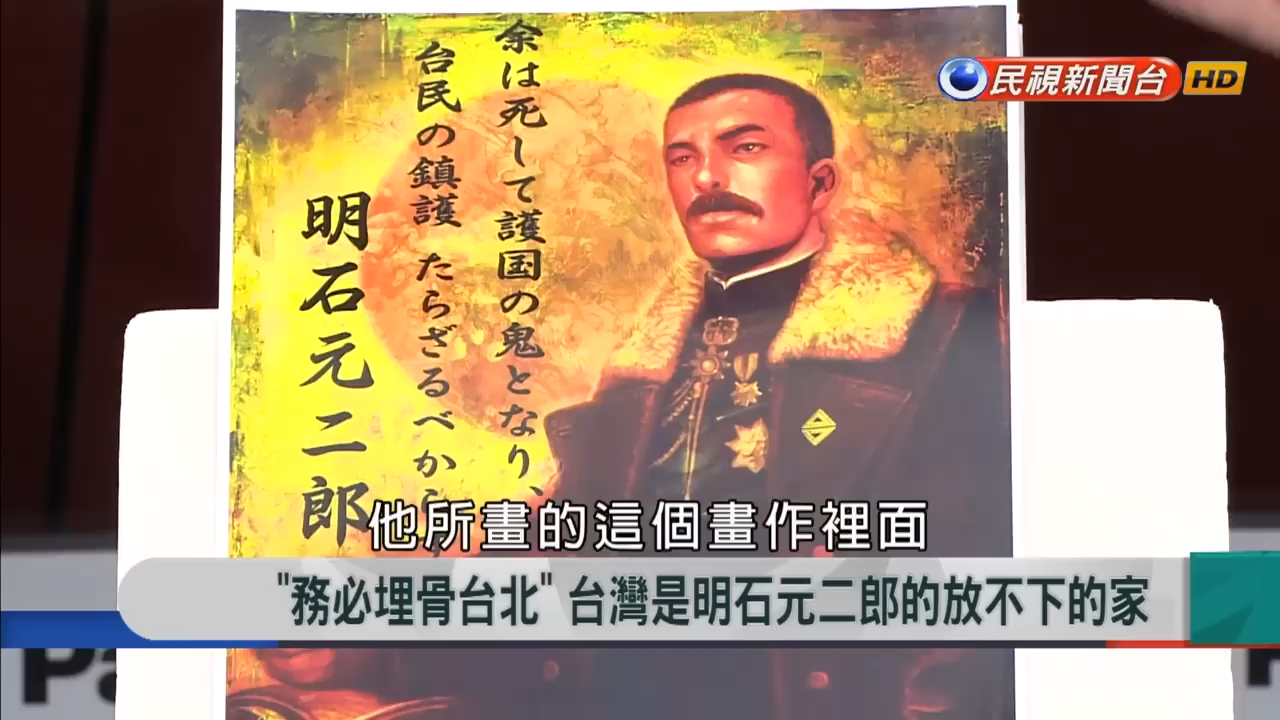 余は死して護国の鬼となり、
台民の鎮護 たらざるべから
明石元二郎
民視新聞台 HD
他所畫的這個畫作裡面
"務必埋骨台北" 台灣是明石元二郎的放不下的家